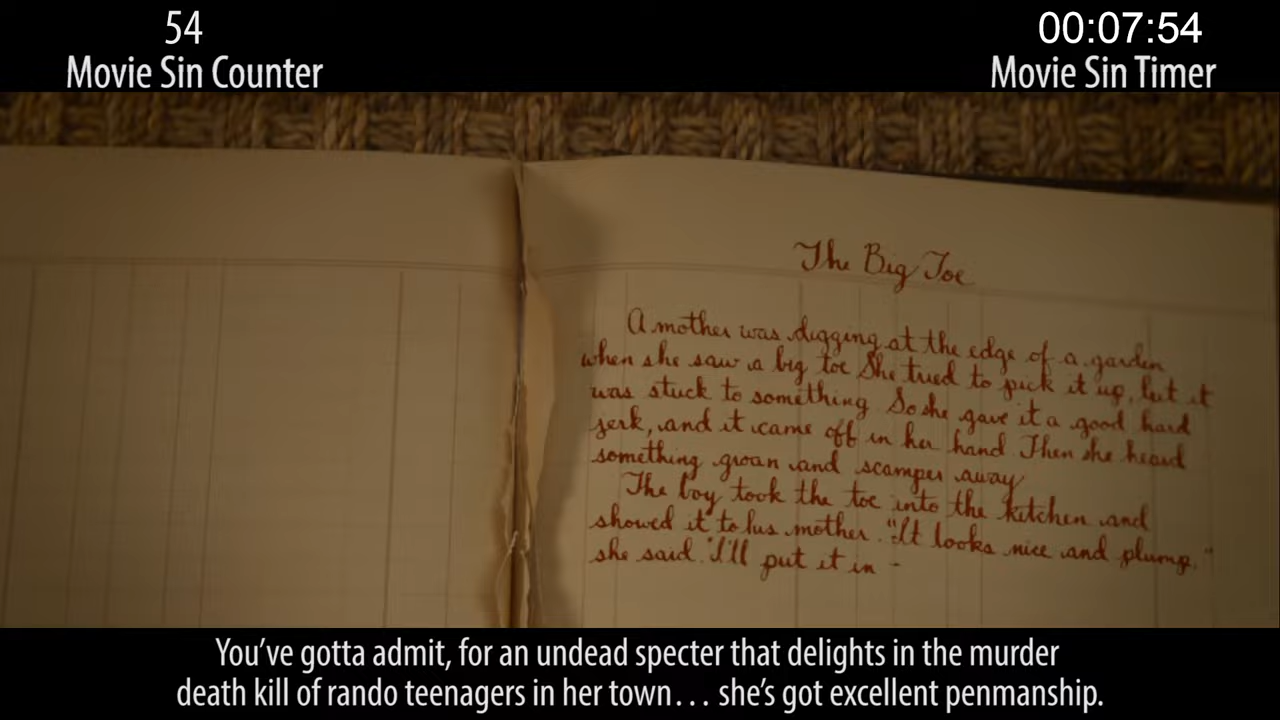 54
Movie Sin Counter
00:07:54
Movie Sin Timer
The Big Toe
A mother was digging at the edge of a garden
when she saw a big toe She tried to pick it up, but it
was stuck to something. So she gave it a good hard
jerk, and it came off in her hand. Then she heard
something groan and scamper away
The boy took the toe into the kitchen and
showed it to his mother. "It looks nice and plump,"
she said. "I'll put it in -
You've gotta admit, for an undead specter that delights in the murder
death kill of rando teenagers in her town… she's got excellent penmanship.